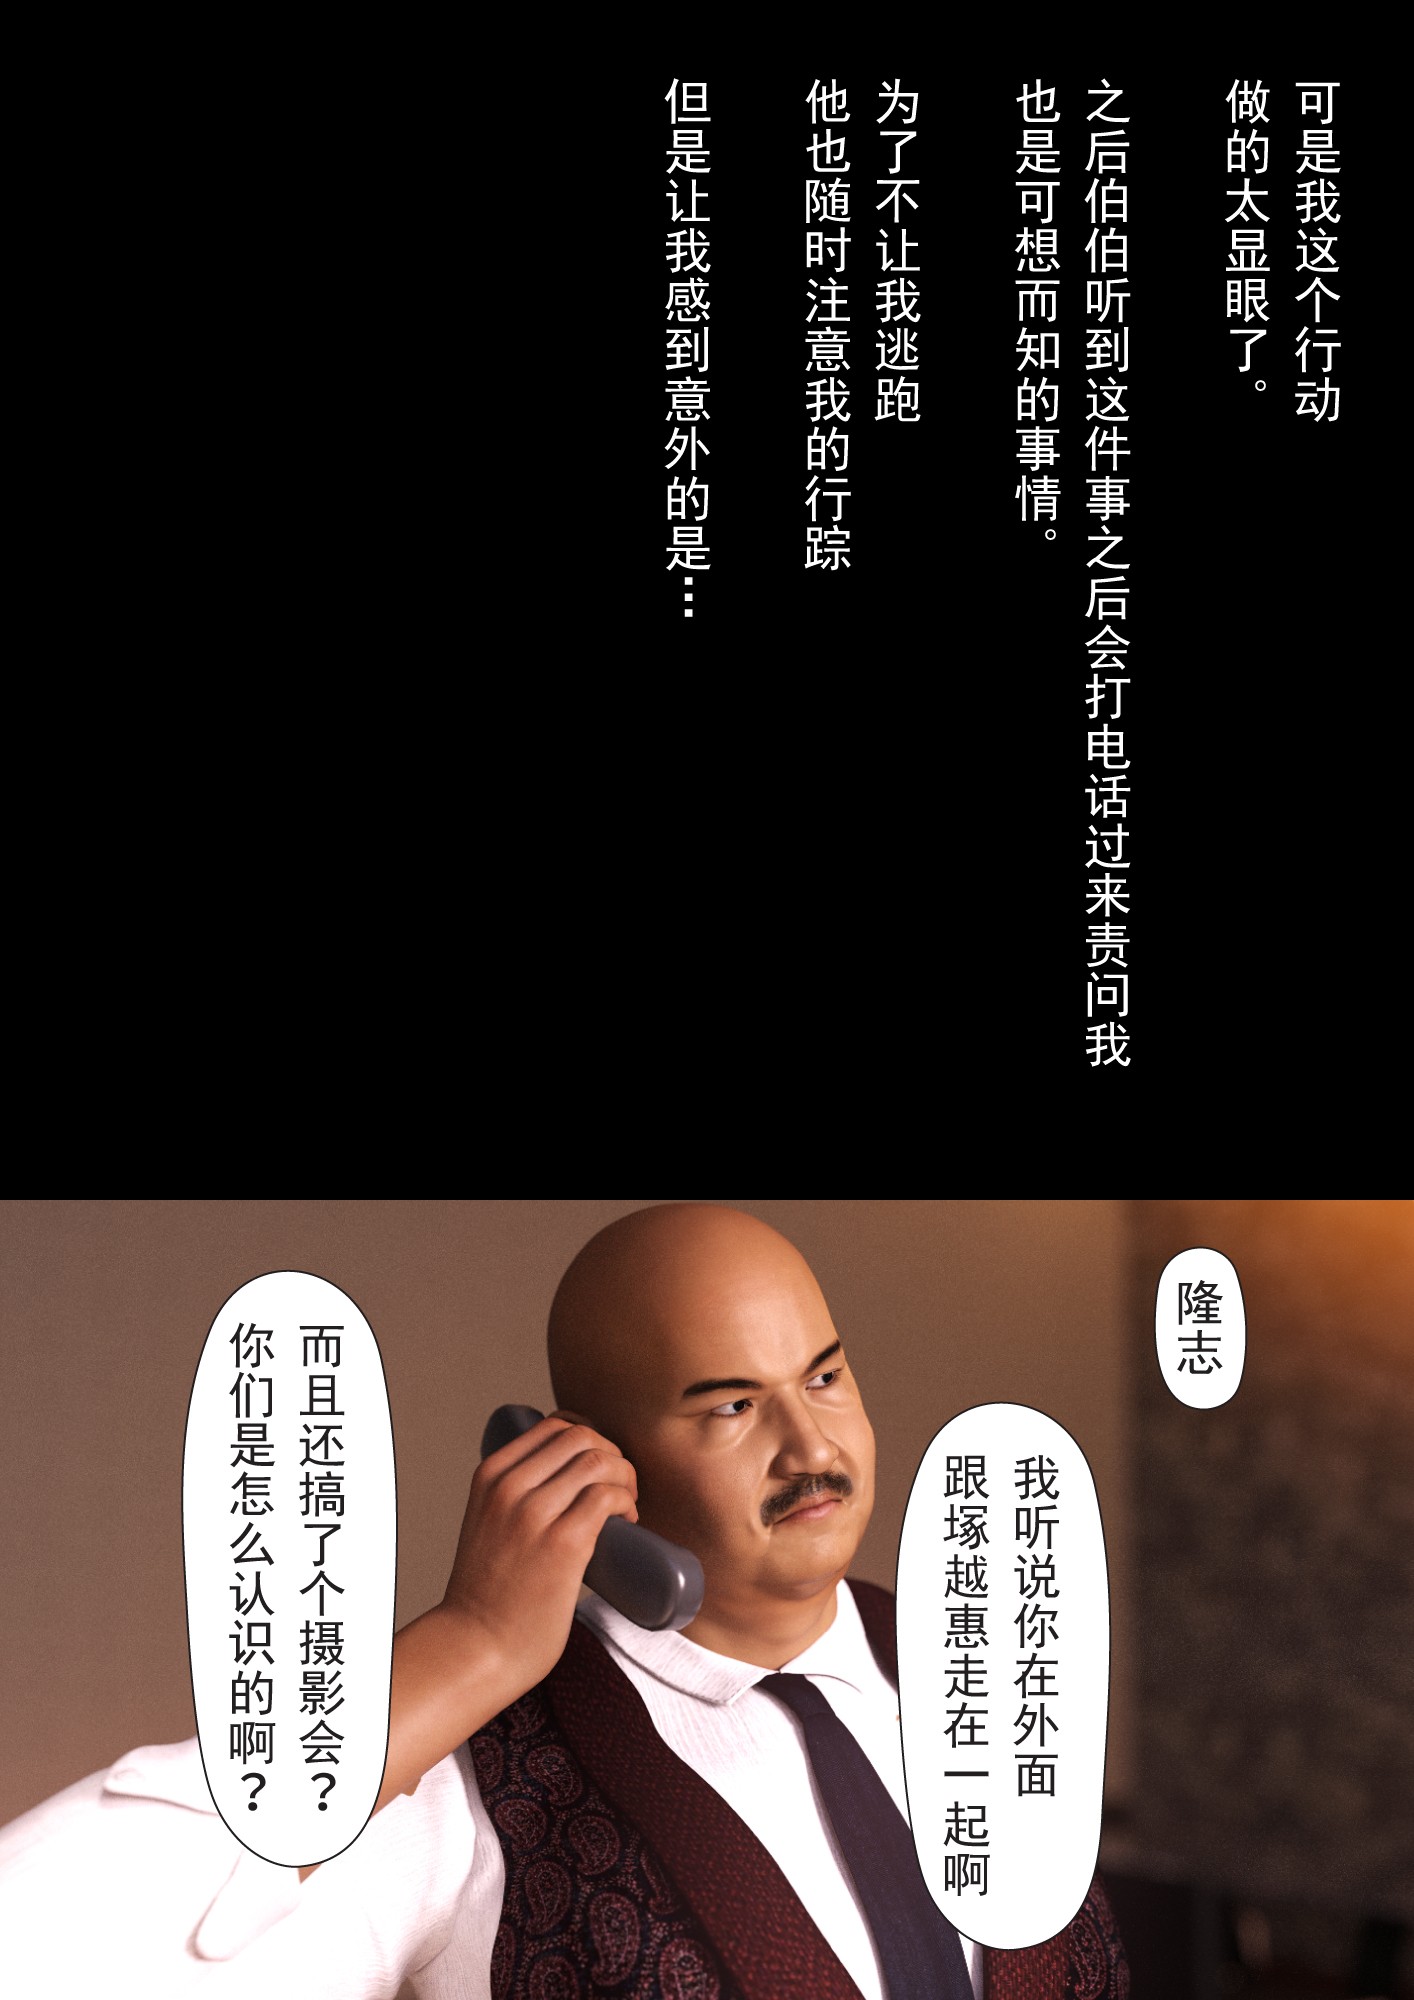 可是我这个行动
做的太显眼了。
之后伯伯听到这件事之后会打电话过来责问我
也是可想而知的事情。
为了不让我逃跑
他也随时注意我的行踪
但是让我感到意外的是…
隆志
我听说你在外面
跟塚越惠走在一起啊
而且还搞了个摄影会？
你们是怎么认识的啊？